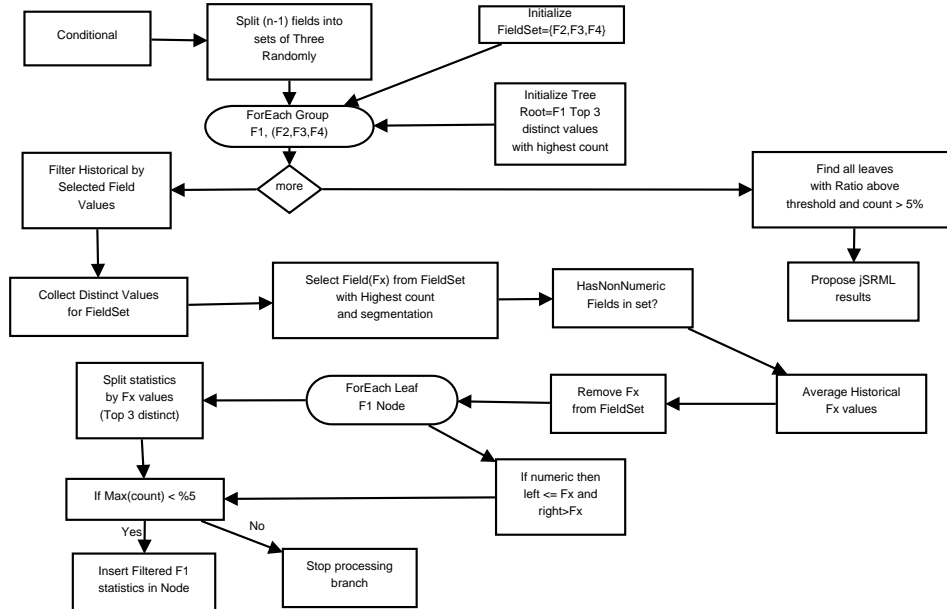 Conditional
Split (n-1) fields into
sets of Three
Randomly
Initialize
FieldSet={F2,F3,F4}
ForEach Group
F1, (F2,F3,F4)
Initialize Tree
Root=F1 Top 3
distinct values
with highest count
Filter Historical by
Selected Field
Values
more
Find all leaves
with Ratio above
threshold and count > 5%
Collect Distinct Values
for FieldSet
Select Field(Fx) from FieldSet
with Highest count
and segmentation
HasNonNumeric
Fields in set?
Propose jSRML
results
Split statistics
by Fx values
(Top 3 distinct)
ForEach Leaf
F1 Node
Remove Fx
from FieldSet
Average Historical
Fx values
If Max(count) < %5
If numeric then
left <= Fx and
right>Fx
Yes
No
Insert Filtered F1
statistics in Node
Stop processing
branch